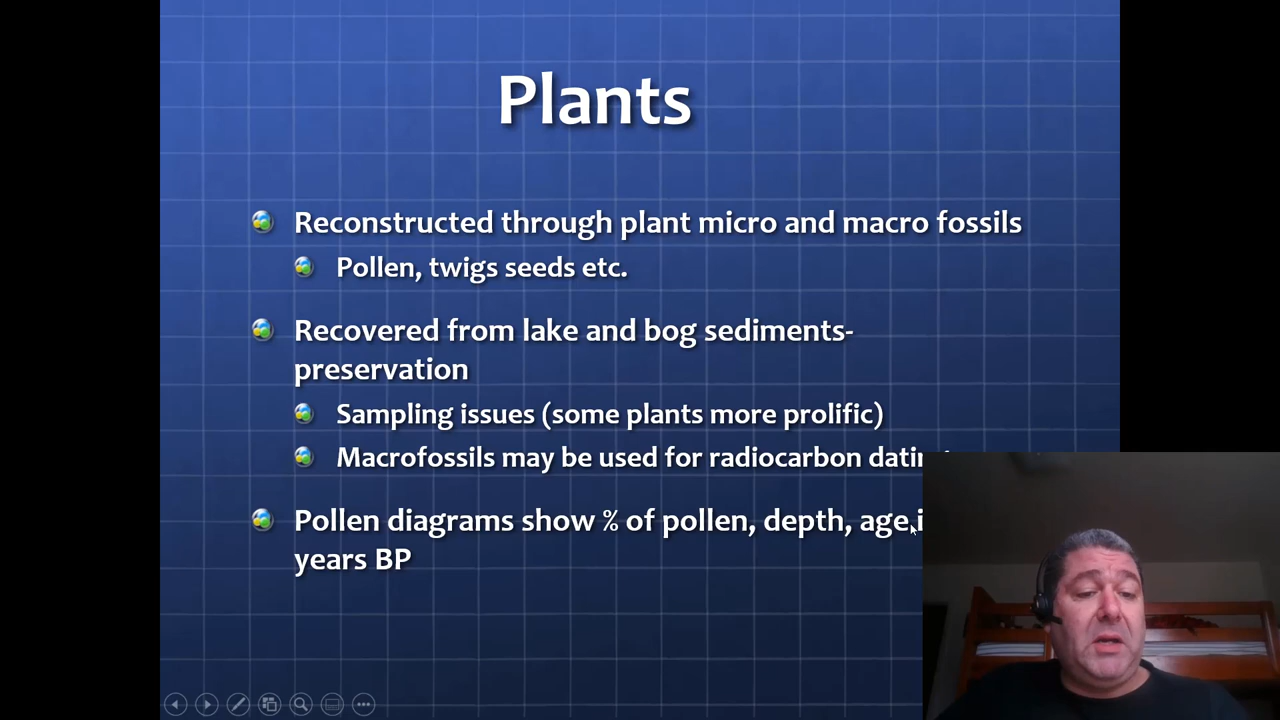 Plants
Reconstructed through plant micro and macro fossils
Pollen, twigs seeds etc.
Recovered from lake and bog sediments-
preservation
Sampling issues (some plants more prolific)
Macrofossils may be used for radiocarbon
Pollen diagrams show % of pollen, depth, age
years BP